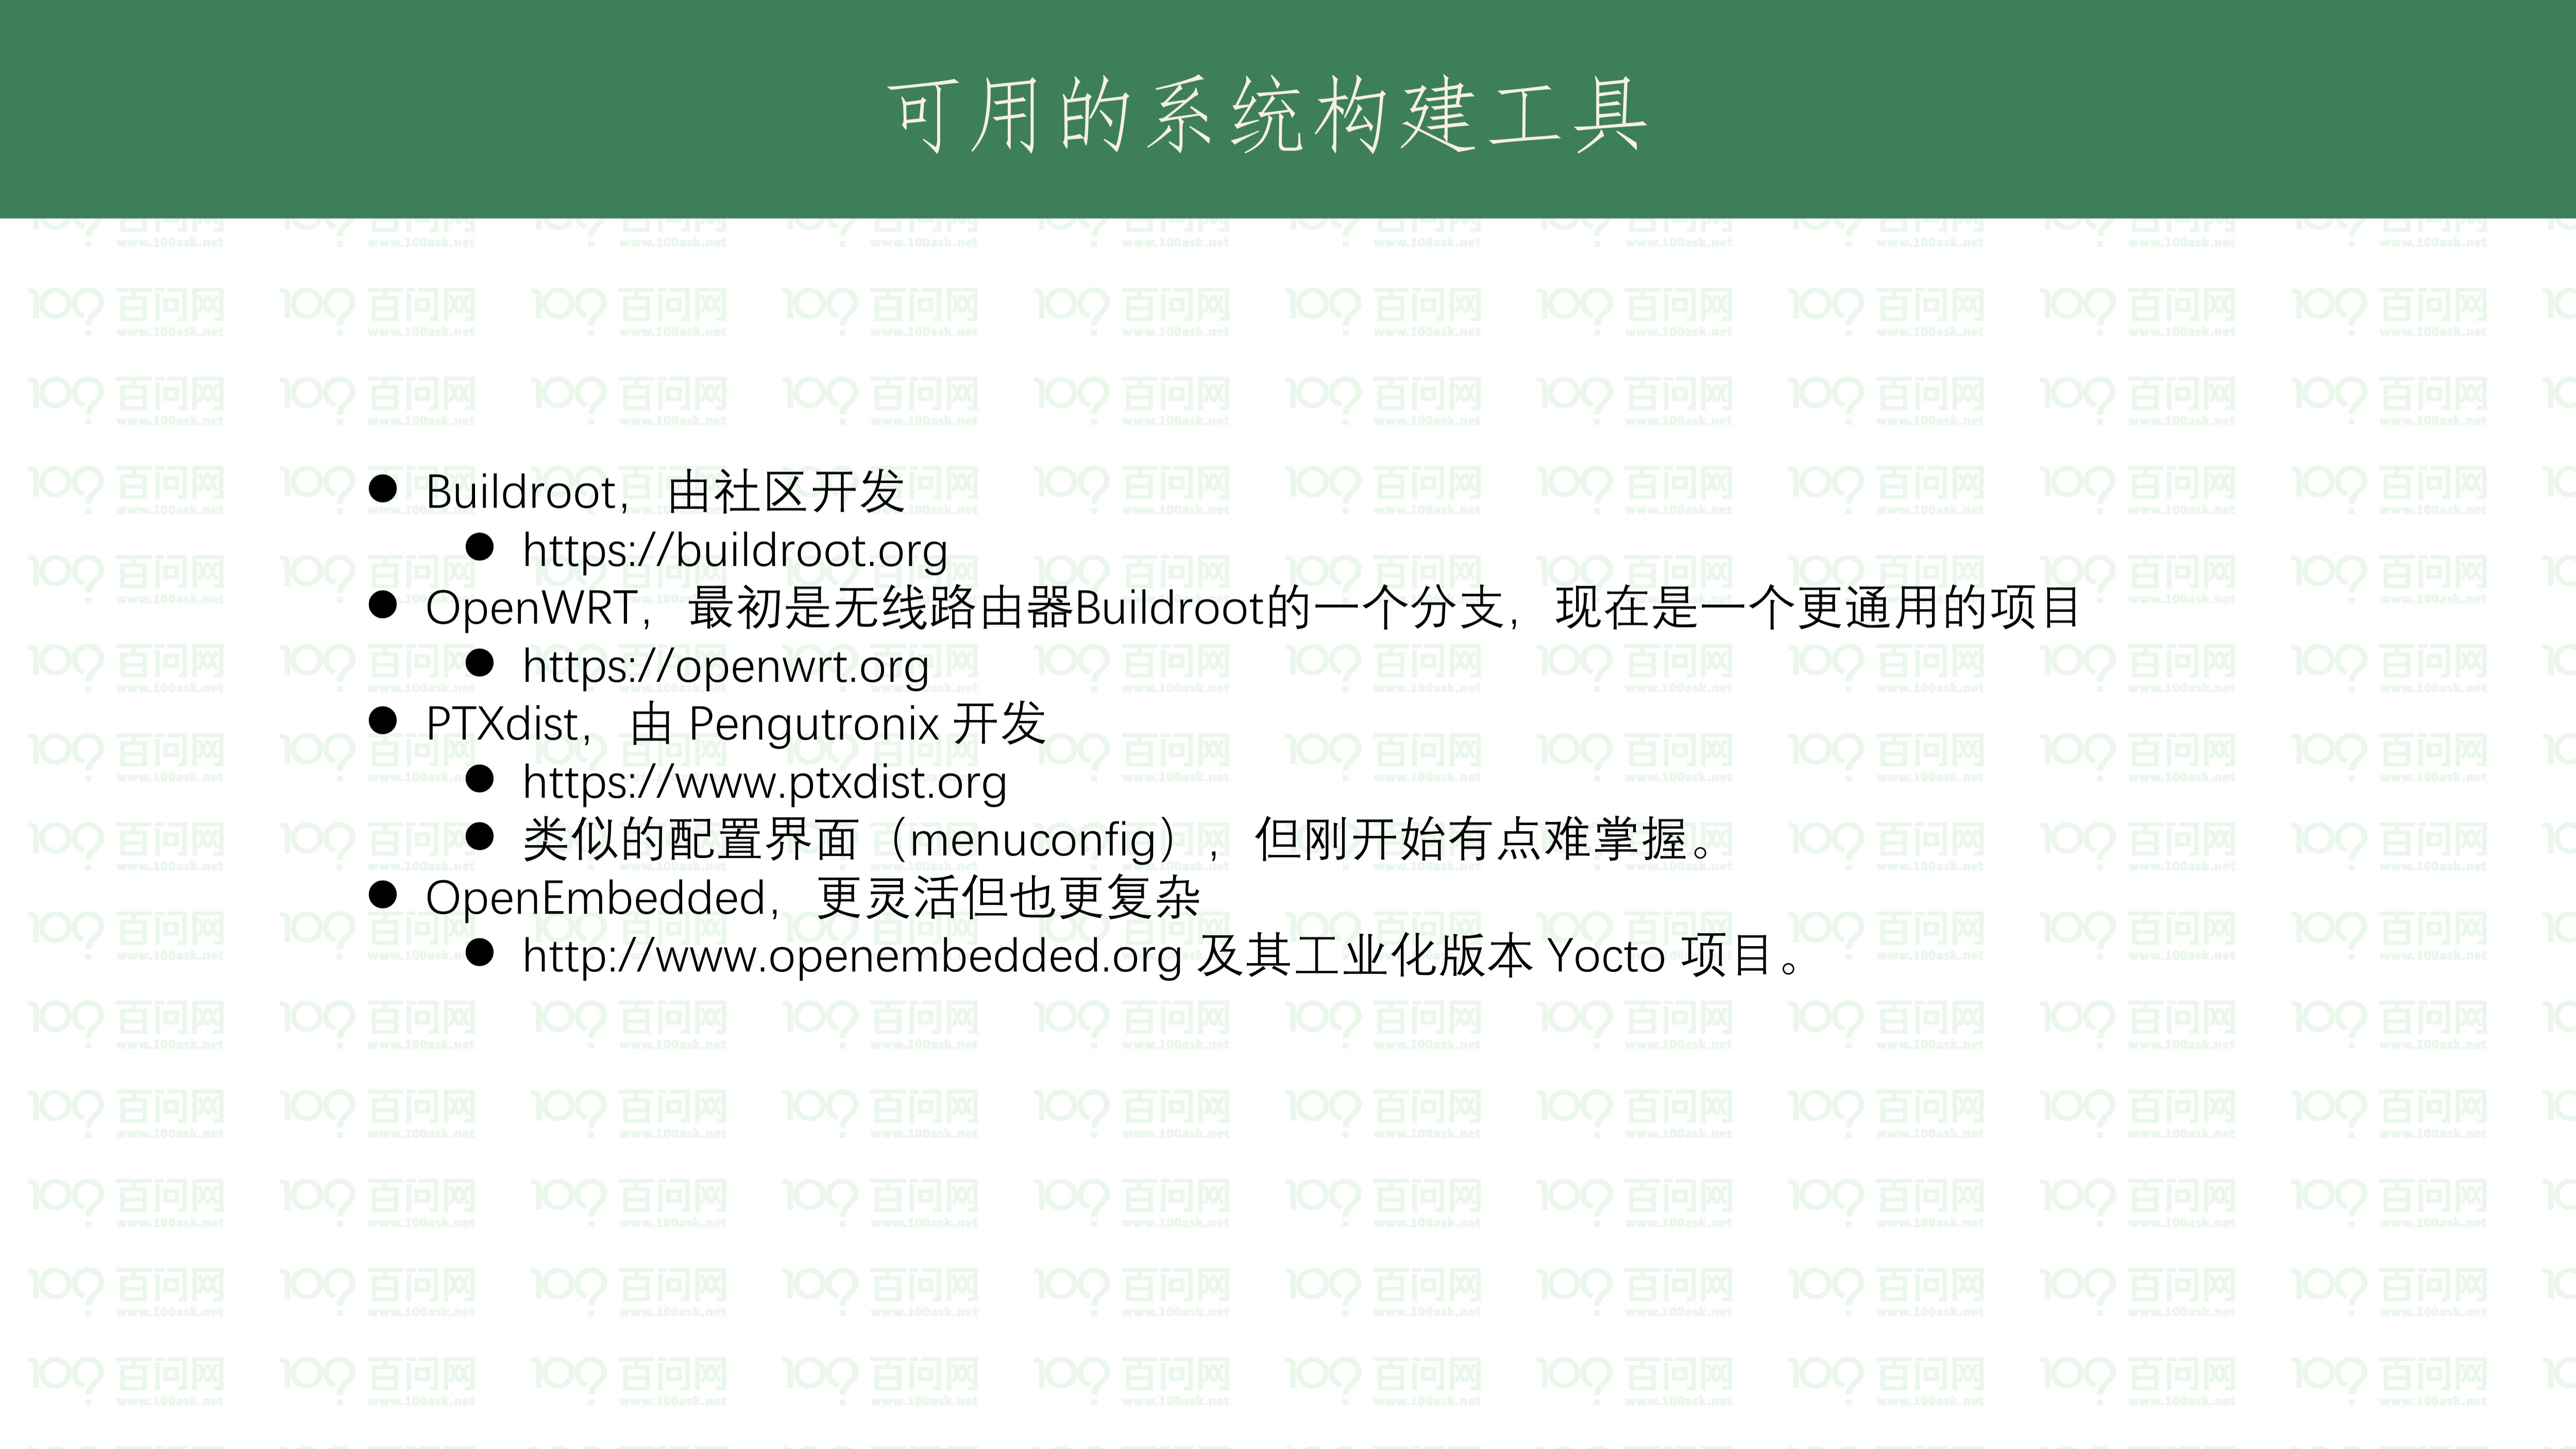 可用的系统构建工具
Buildroot，由社区开发
https://buildroot.org
OpenWRT，最初是无线路由器Buildroot的一个分支，现在是一个更通用的项目
https://openwrt.org
PTXdist，由 Pengutronix 开发
https://www.ptxdist.org
类似的配置界面（menuconfig），但刚开始有点难掌握。
OpenEmbedded，更灵活但也更复杂
http://www.openembedded.org 及其工业化版本 Yocto 项目。
百问网
www.100ask.net